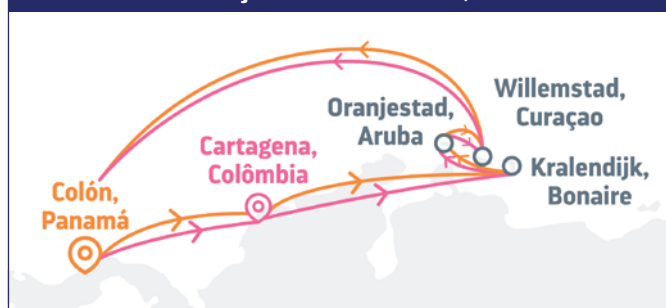 Willemstad,
Curaçao
Oranjestad,
Aruba
Cartagena,
Colômbia
Kralendijk,
Bonaire
Colón,
Panamá